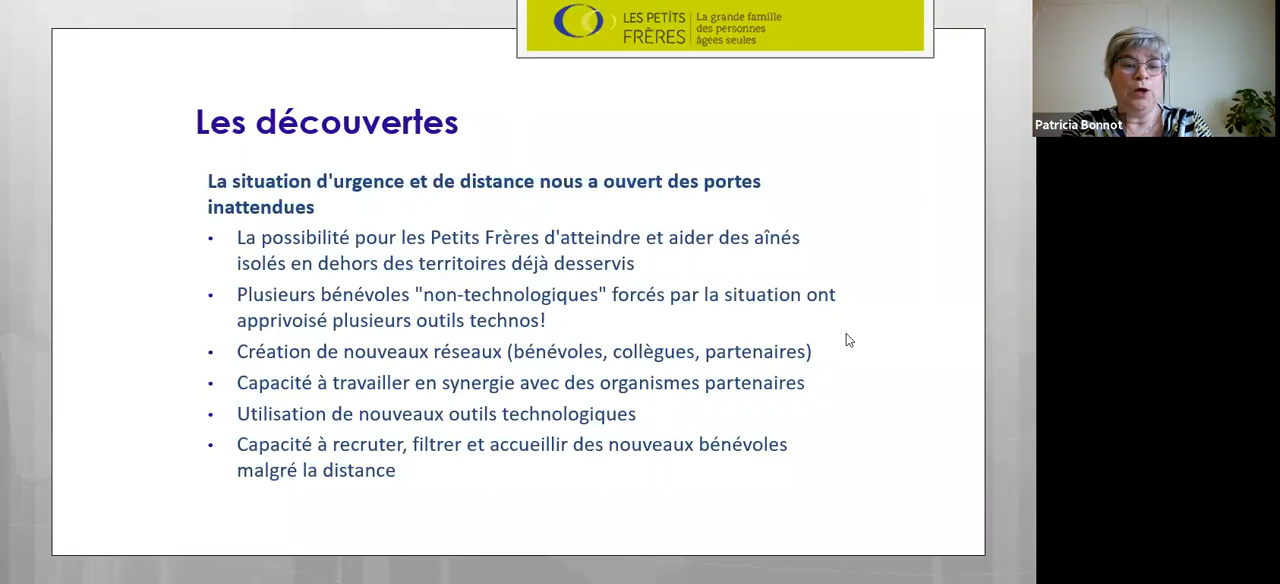 LES PETITS
FRÈRES
La grande famille
des personnes
âgées seules
Les découvertes
La situation d'urgence et de distance nous a ouvert des portes
inattendues
• La possibilité pour les Petits Frères d'atteindre et aider des aînés
isolés en dehors des territoires déjà desservis
• Plusieurs bénévoles "non-technologiques" forcés par la situation ont
apprivoisé plusieurs outils technos!
• Création de nouveaux réseaux (bénévoles, collègues, partenaires)
• Capacité à travailler en synergie avec des organismes partenaires
• Utilisation de nouveaux outils technologiques
• Capacité à recruter, filtrer et accueillir des nouveaux bénévoles
malgré la distance
Patricia Bonnot